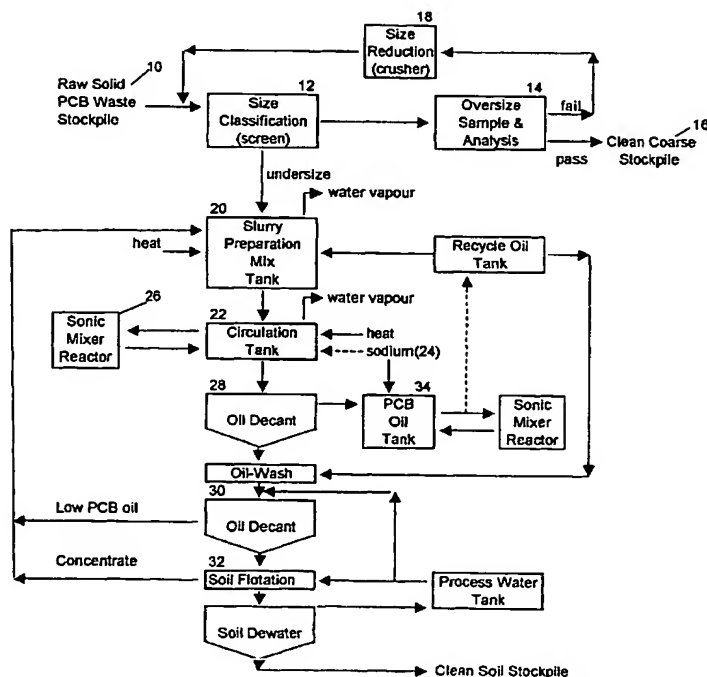 18
Size
Reduction
(crusher)
10
Raw Solid
PCB Waste
Stockpile
12
Size
Classification
(screen)
14
Oversize
Sample &
Analysis
fail
pass
16
Clean Coarse
Stockpile
undersize
water vapour
20
Slurry
Preparation
Mix
Tank
heat
Recycle Oil
Tank
26
Sonic
Mixer
Reactor
22
Circulation
Tank
water vapour
heat
sodium(24)
28
Oil Decant
34
PCB
Oil
Tank
Sonic
Mixer
Reactor
Oil-Wash
30
Low PCB oil
Oil Decant
Concentrate
32
Soil Flotation
Process Water
Tank
Soil Dewater
Clean Soil Stockpile